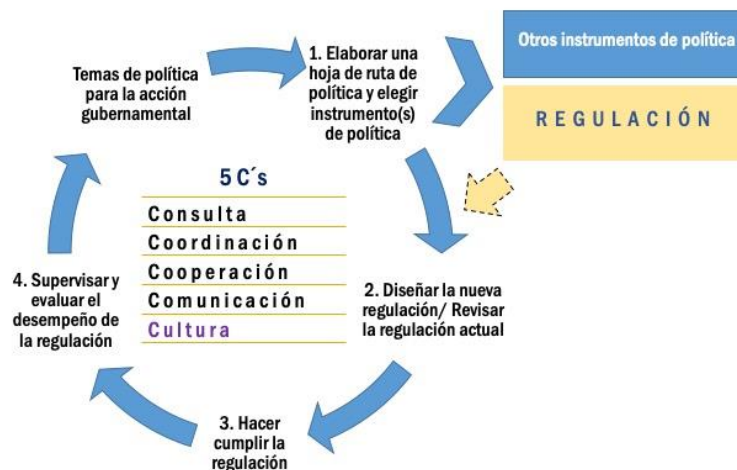 Temas de política
para la acción
gubernamental
1. Elaborar una
hoja de ruta de
política y elegir
instrumento(s)
de política
Otros instrumentos de política
REGULACIÓN
5 C´s
Consulta
Coordinación
Cooperación
Comunicación
Cultura
2. Diseñar la nueva
regulación/ Revisar
la regulación actual
3. Hacer
cumplir la
regulación
4. Supervisar y
evaluar el
desempeño de
la regulación